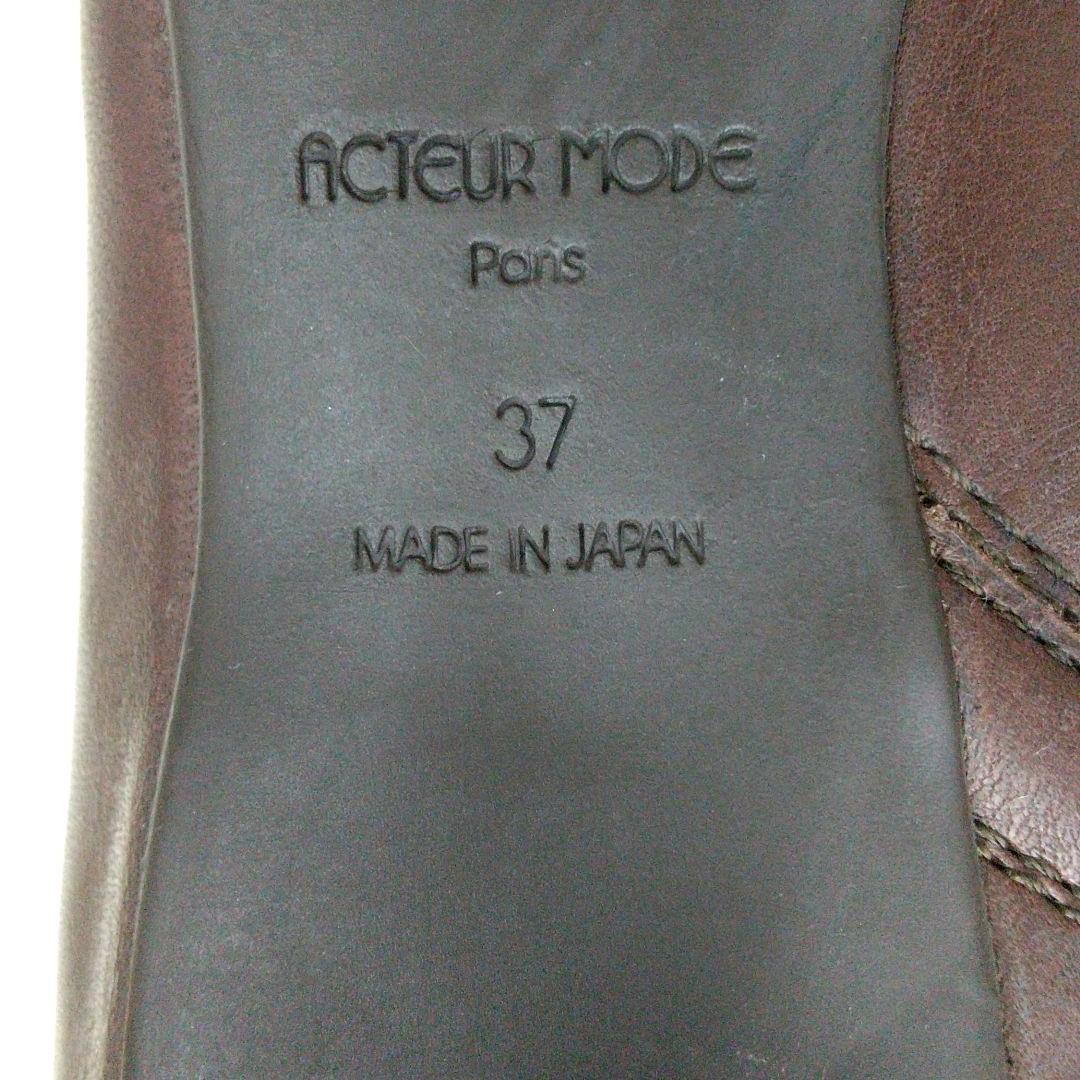 ACTEUR MODE
Paris
37
MADE IN JAPAN